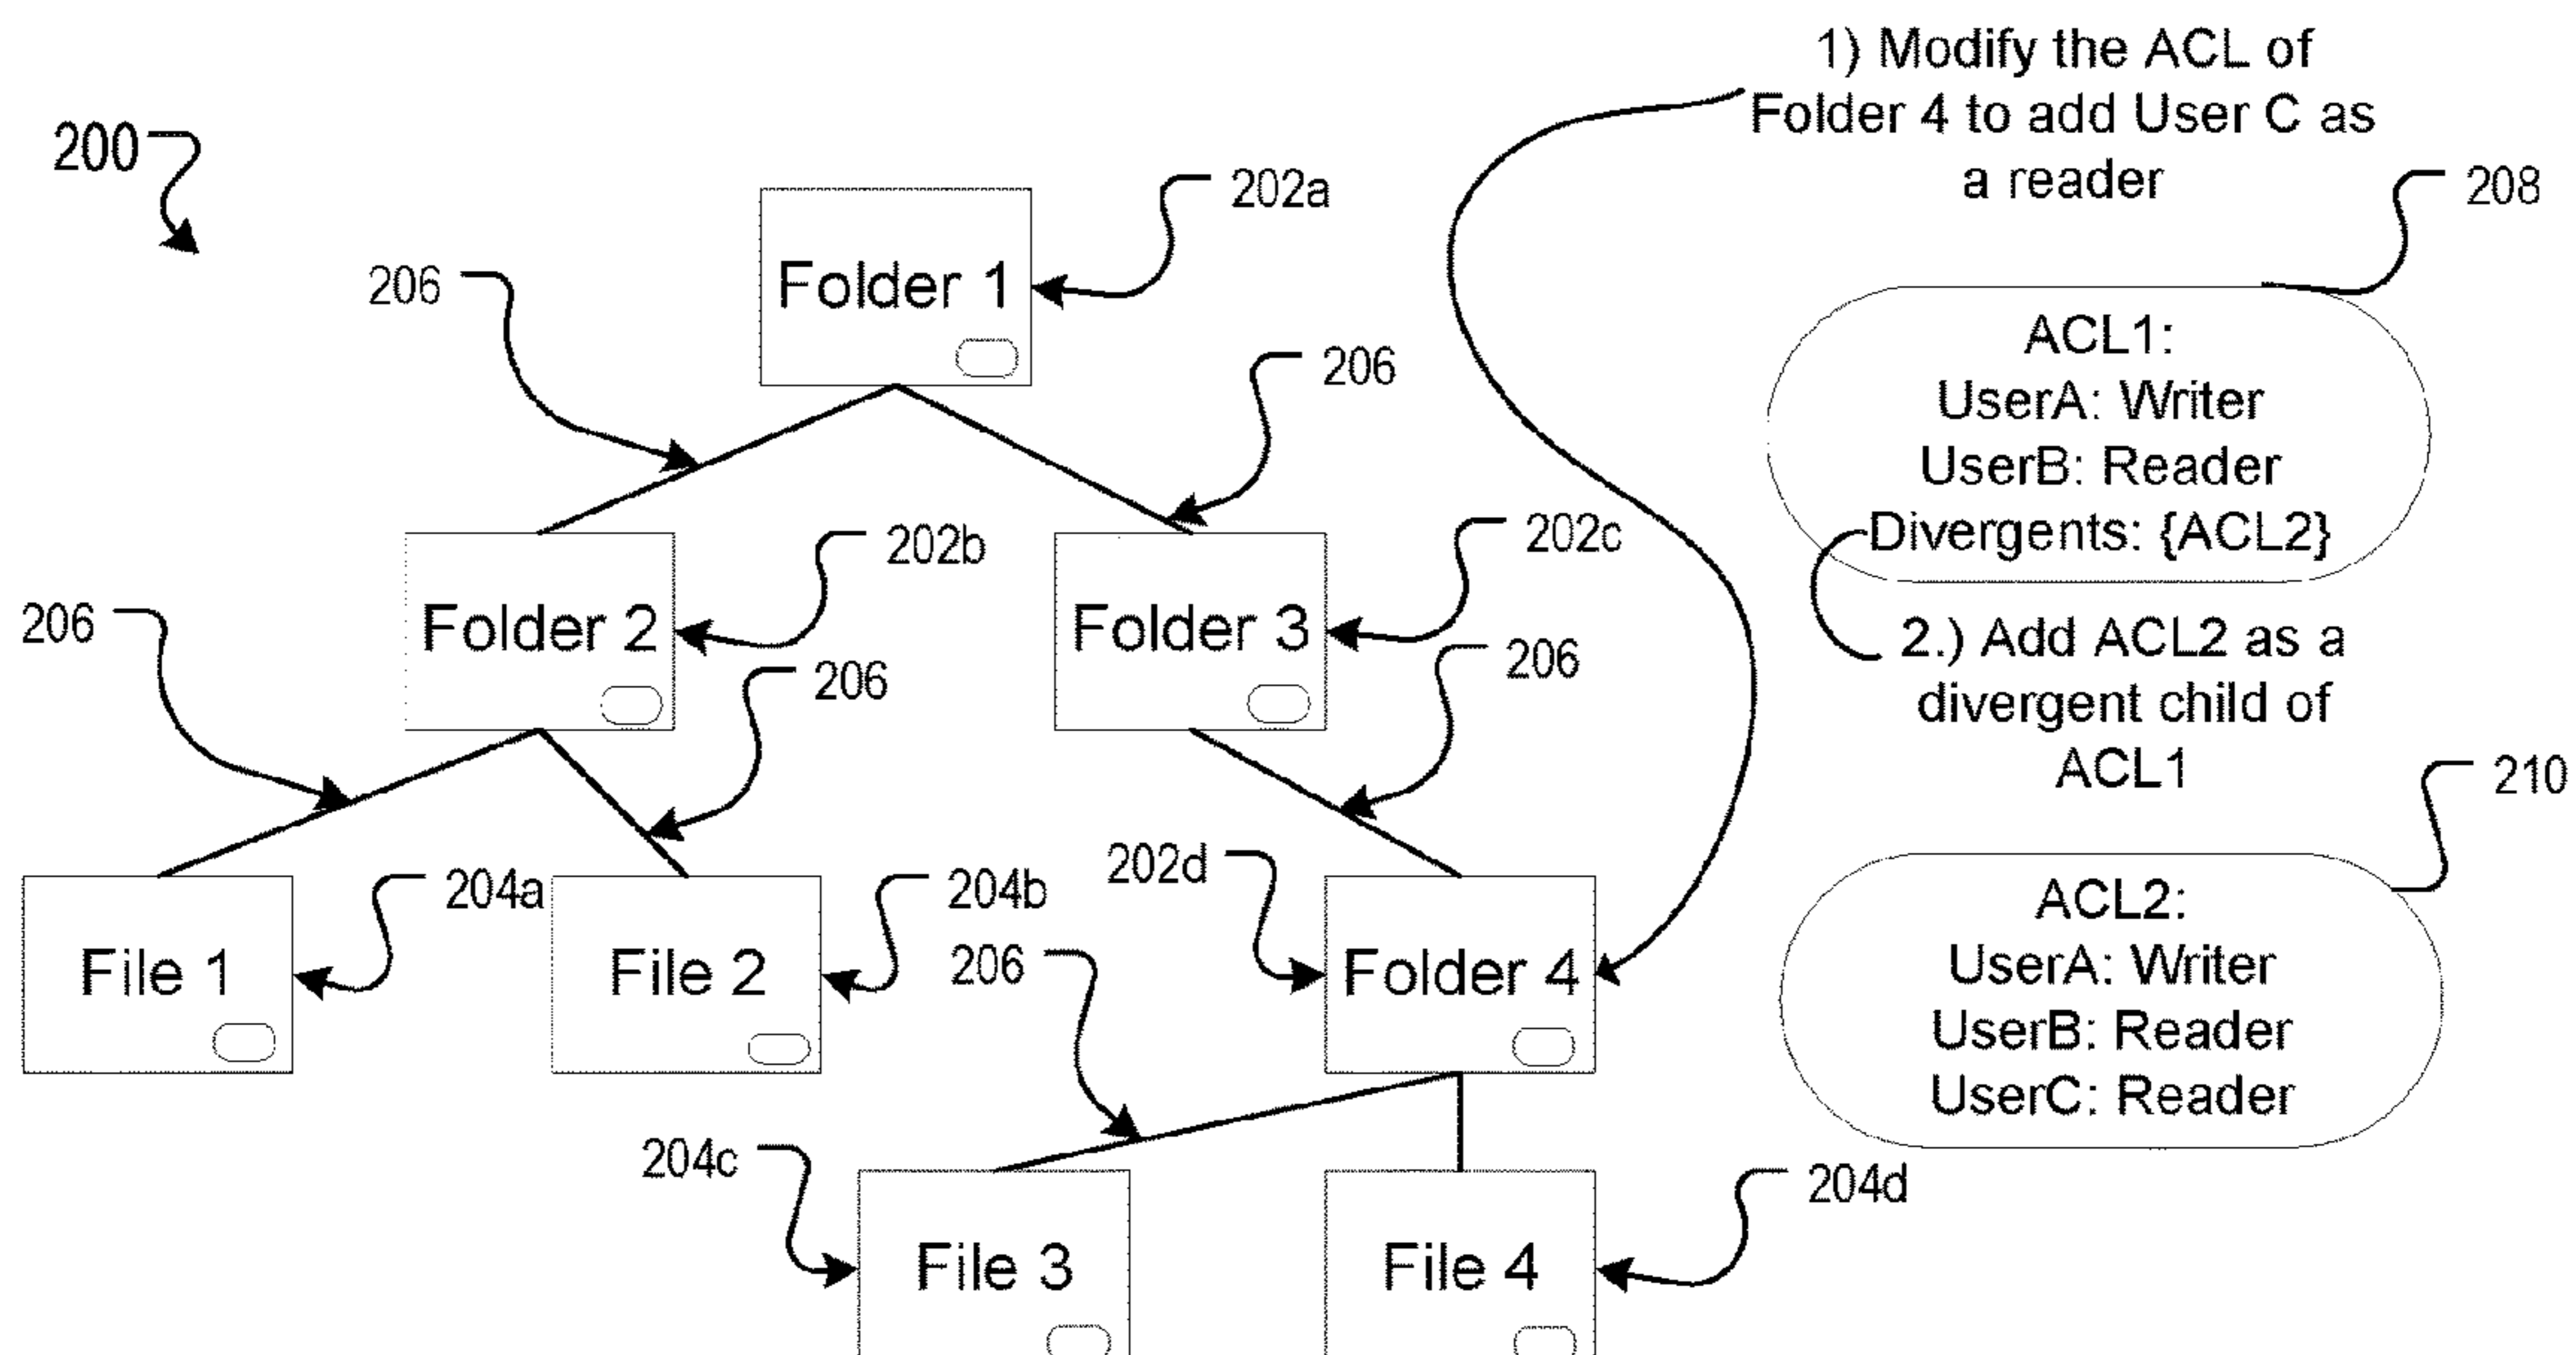 1) Modify the ACL of
Folder 4 to add User C as
a reader
200
202a
208
Folder 1
206
206
ACL1:
UserA: Writer
UserB: Reader
Divergents: {ACL2}
202b
202c
Folder 2
Folder 3
206
206
206
2.) Add ACL2 as a
divergent child of
ACL1
210
202d
204a
204b
File 1
File 2
206
Folder 4
ACL2:
UserA: Writer
UserB: Reader
UserC: Reader
204c
204d
File 3
File 4